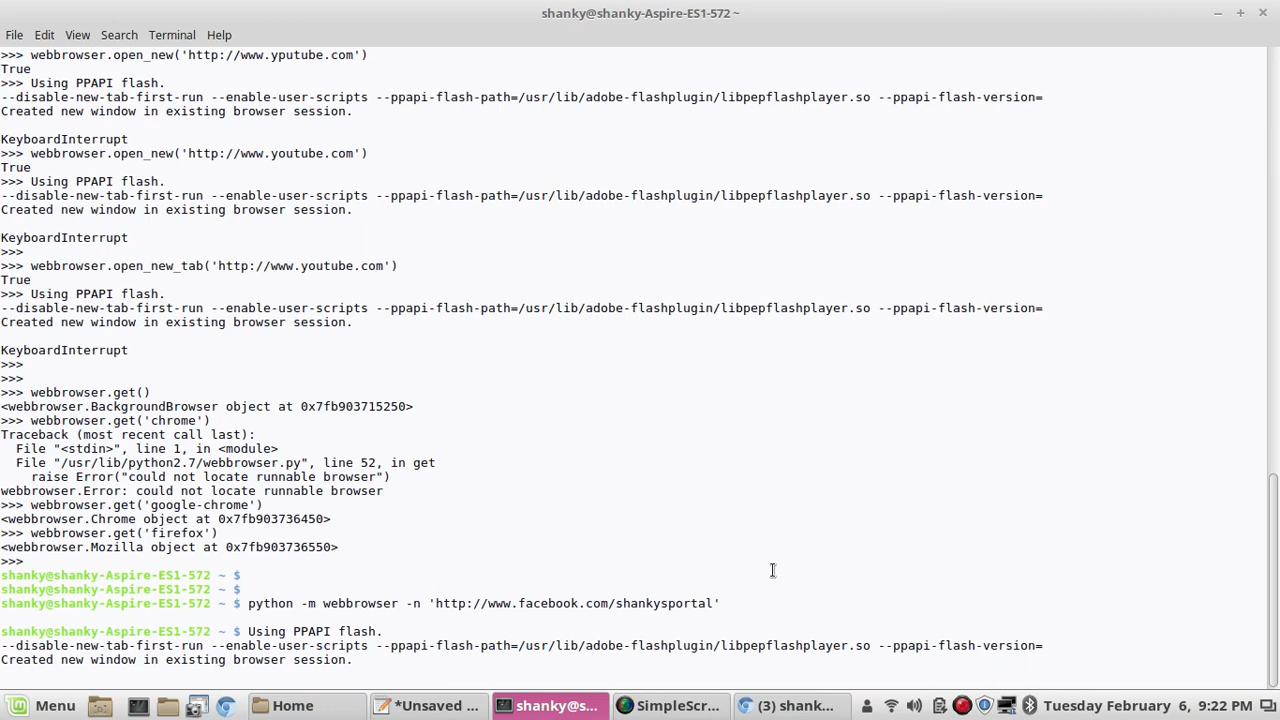 shanky@shanky-Aspire-ES1-572 ~
File Edit View Search Terminal Help
>>> webbrowser.open_new('http://www.yputube.com')
True
>>> Using PPAPI flash.
--disable-new-tab-first-run --enable-user-scripts --ppapi-flash-path=/usr/lib/adobe-flashplugin/libpepflashplayer.so --ppapi-flash-version=
Created new window in existing browser session.
KeyboardInterrupt
>>> webbrowser.open_new('http://www.youtube.com')
True
>>> Using PPAPI flash.
--disable-new-tab-first-run --enable-user-scripts --ppapi-flash-path=/usr/lib/adobe-flashplugin/libpepflashplayer.so --ppapi-flash-version=
Created new window in existing browser session.
KeyboardInterrupt
>>>
>>> webbrowser.open_new_tab('http://www.youtube.com')
True
>>> Using PPAPI flash.
--disable-new-tab-first-run --enable-user-scripts --ppapi-flash-path=/usr/lib/adobe-flashplugin/libpepflashplayer.so --ppapi-flash-version=
Created new window in existing browser session.
KeyboardInterrupt
>>>
>>>
>>> webbrowser.get()
<webbrowser.BackgroundBrowser object at 0x7fb903715250>
>>> webbrowser.get('chrome')
Traceback (most recent call last):
  File "<stdin>", line 1, in <module>
  File "/usr/lib/python2.7/webbrowser.py", line 52, in get
    raise Error("could not locate runnable browser")
webbrowser.Error: could not locate runnable browser
>>> webbrowser.get('google-chrome')
<webbrowser.Chrome object at 0x7fb903736450>
>>> webbrowser.get('firefox')
<webbrowser.Mozilla object at 0x7fb903736550>
>>>
shanky@shanky-Aspire-ES1-572 ~ $
shanky@shanky-Aspire-ES1-572 ~ $
shanky@shanky-Aspire-ES1-572 ~ $ python -m webbrowser -n 'http://www.facebook.com/shankysportal'
shanky@shanky-Aspire-ES1-572 ~ $ Using PPAPI flash.
--disable-new-tab-first-run --enable-user-scripts --ppapi-flash-path=/usr/lib/adobe-flashplugin/libpepflashplayer.so --ppapi-flash-version=
Created new window in existing browser session.
Menu Home *Unsaved ... shanky@s... SimpleScr... (3) shank... Tuesday February 6, 9:22 PM